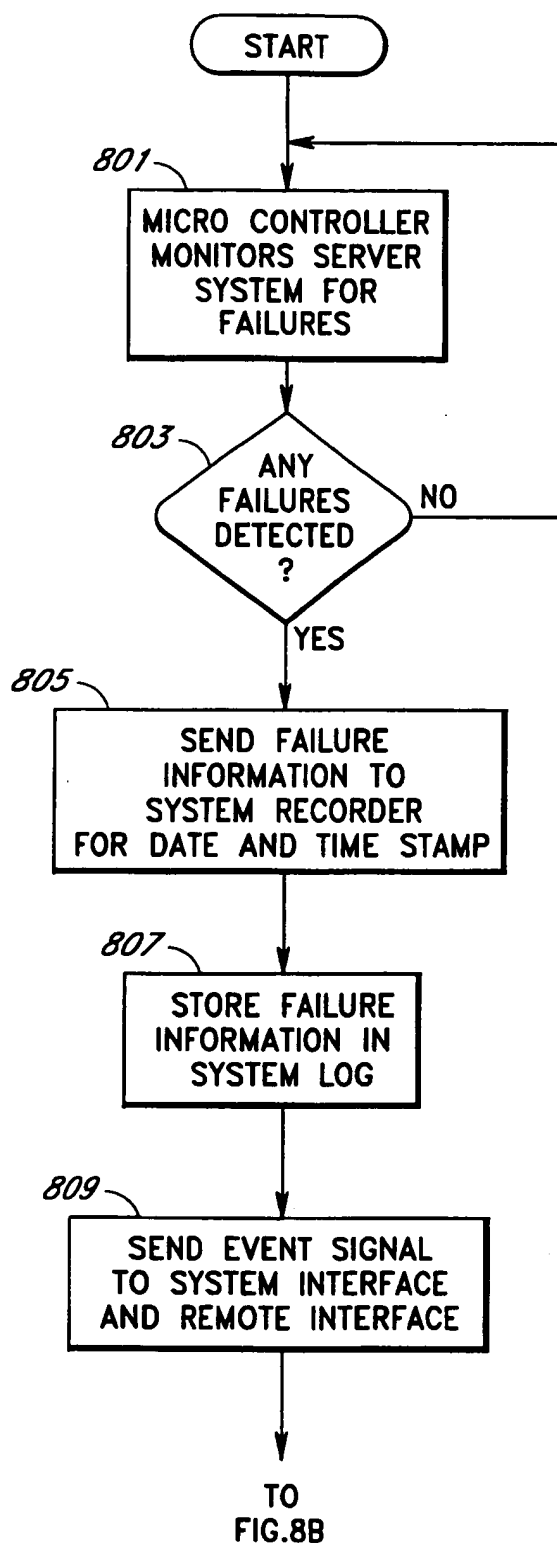 START
801
MICRO CONTROLLER
MONITORS SERVER
SYSTEM FOR
FAILURES
803
ANY
FAILURES
DETECTED
?
NO
YES
805
SEND FAILURE
INFORMATION TO
SYSTEM RECORDER
FOR DATE AND TIME STAMP
807
STORE FAILURE
INFORMATION IN
SYSTEM LOG
809
SEND EVENT SIGNAL
TO SYSTEM INTERFACE
AND REMOTE INTERFACE
TO
FIG.8B